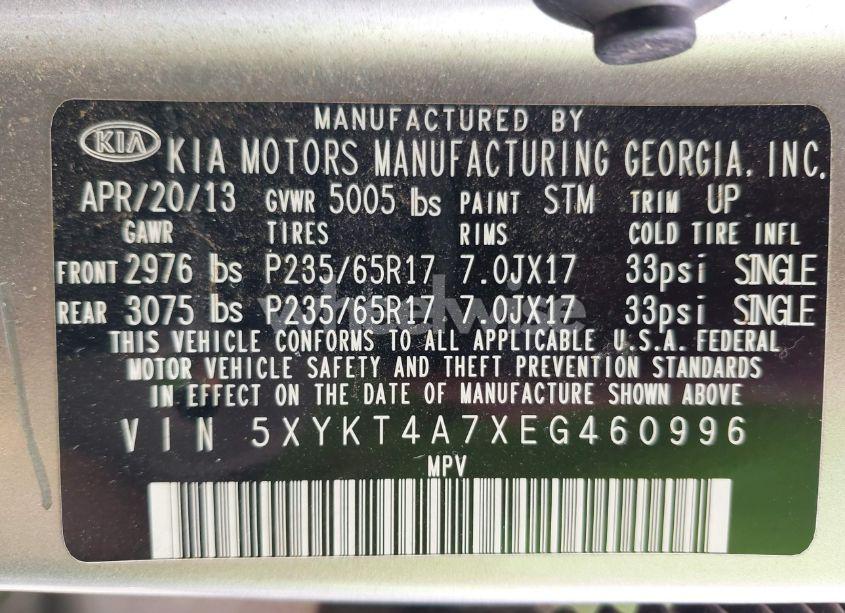 MANUFACTURED BY
KIA KIA MOTORS MANUFACTURING GEORGIA, INC.
APR/20/13 GVWR 5005 lbs PAINT STM TRIM UP
GAWR TIRES RIMS COLD TIRE INFL
FRONT 2976 lbs P235/65R17 7.0JX17 33psi SINGLE
REAR 3075 lbs P235/65R17 7.0JX17 33psi SINGLE
wheelwise
THIS VEHICLE CONFORMS TO ALL APPLICABLE U.S.A. FEDERAL
MOTOR VEHICLE SAFETY AND THEFT PREVENTION STANDARDS
IN EFFECT ON THE DATE OF MANUFACTURE SHOWN ABOVE
VIN 5XYKT4A7XEG460996
MPV